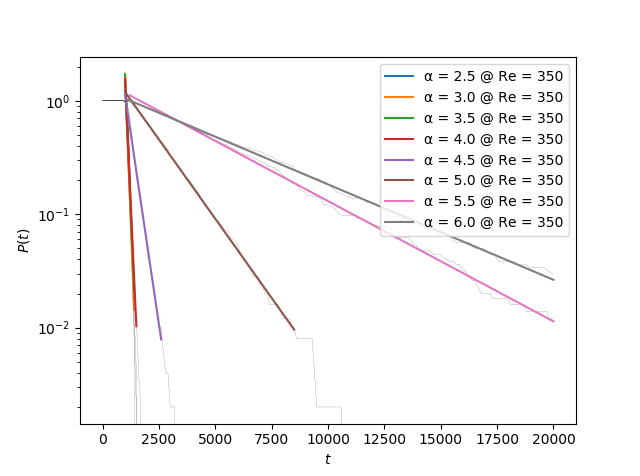 α = 2.5 @ Re = 350
α = 3.0 @ Re = 350
α = 3.5 @ Re = 350
α = 4.0 @ Re = 350
α = 4.5 @ Re = 350
α = 5.0 @ Re = 350
α = 5.5 @ Re = 350
α = 6.0 @ Re = 350
10⁰
10⁻¹
10⁻²
P(t)
0 2500 5000 7500 10000 12500 15000 17500 20000
t